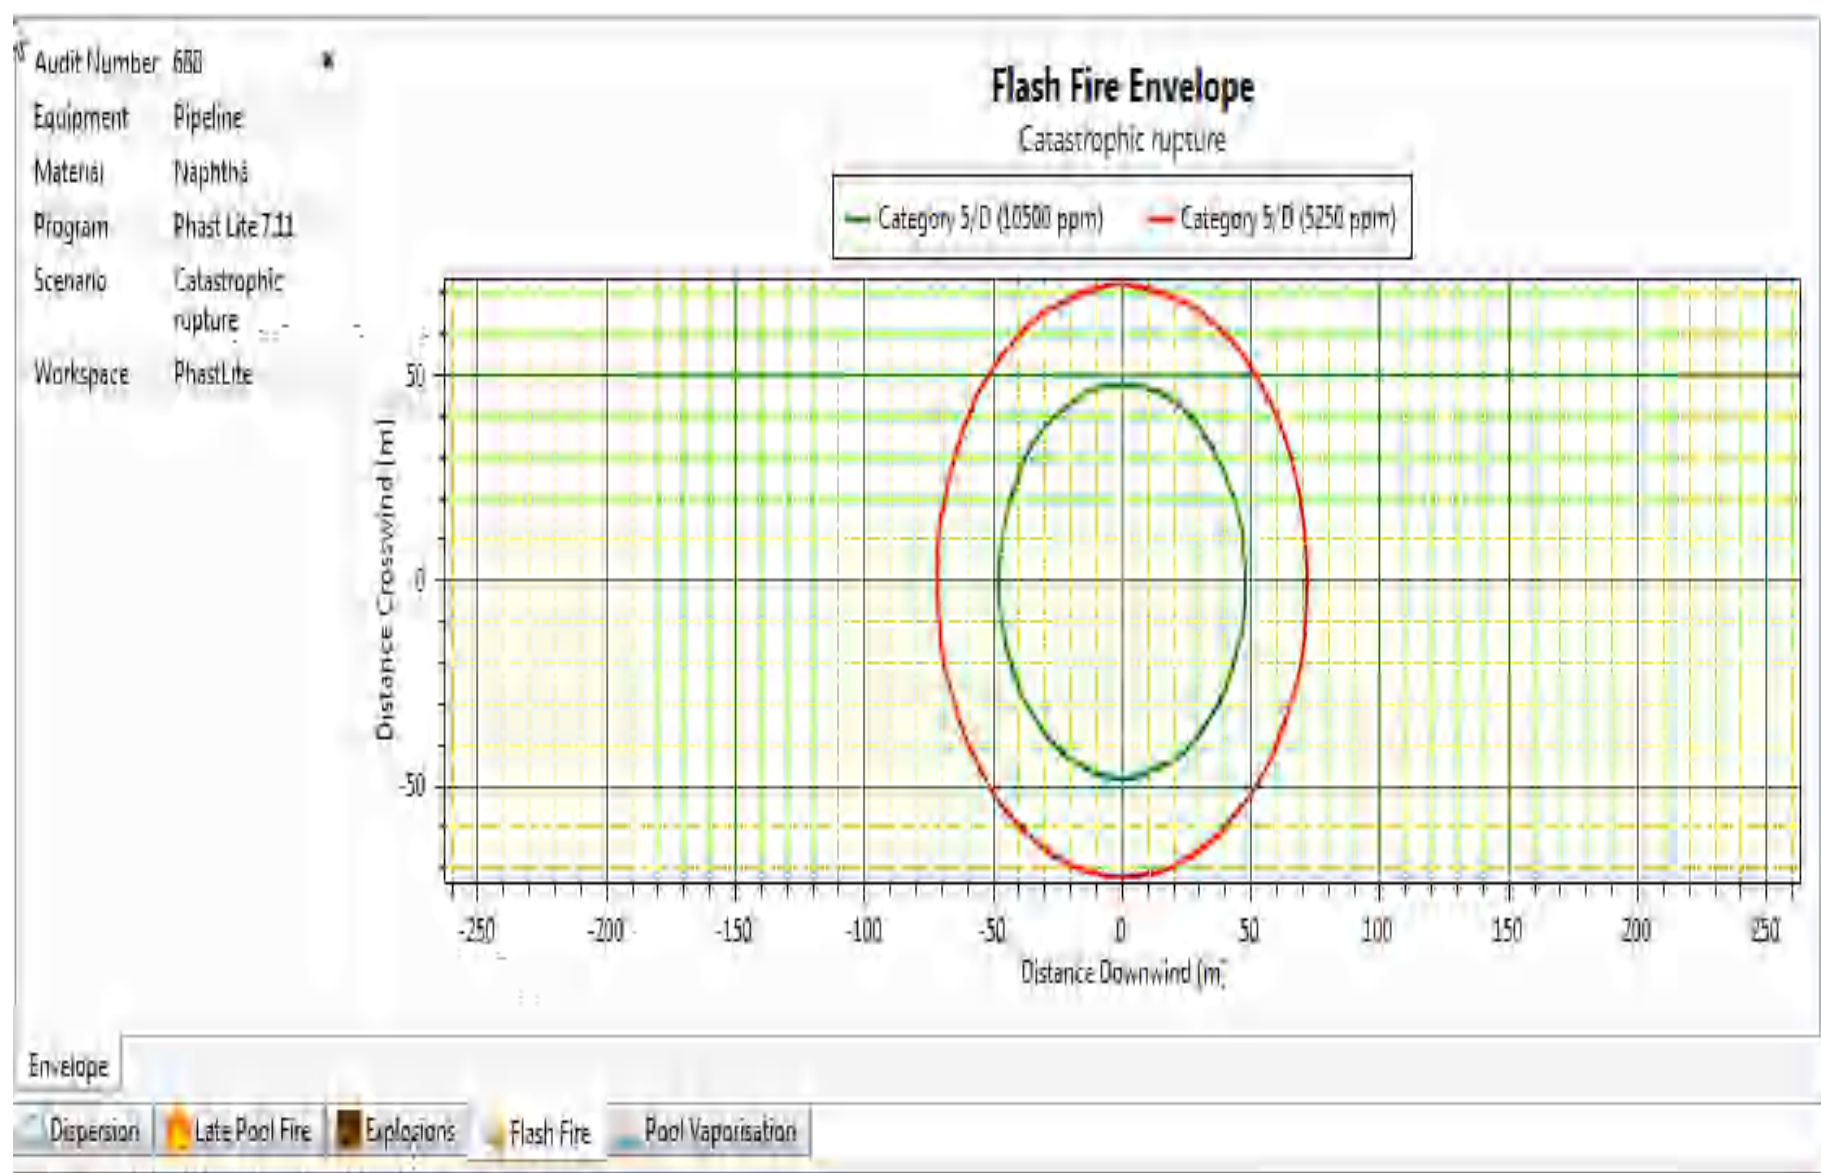 Audit Number 688
Equipment Pipeline
Material Naphtha
Program Phast Lite 7.11
Scenario Catastrophic
rupture
Workspace PhastLite
Flash Fire Envelope
Catastrophic rupture
Category 5/D (10500 ppm) Category 5/D (5250 ppm)
Distance Crosswind [m]
50
0
-50
-250 -200 -150 -100 -50 0 50 100 150 200 250
Distance Downwind [m]
Envelope
Dispersion Late Pool Fire Explosions Flash Fire Pool Vaporisation